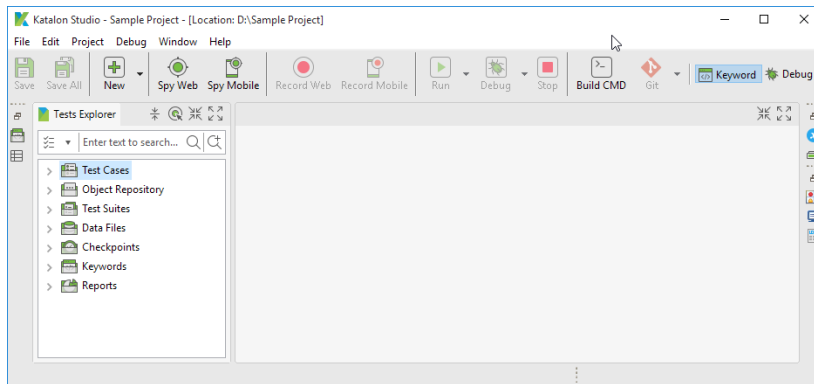 Katalon Studio - Sample Project - [Location: D:\Sample Project]
File Edit Project Debug Window Help
Save Save All New Spy Web Spy Mobile Record Web Record Mobile Run Debug Stop Build CMD Git Keyword Debug
Tests Explorer
Enter text to search...
Test Cases
Object Repository
Test Suites
Data Files
Checkpoints
Keywords
Reports